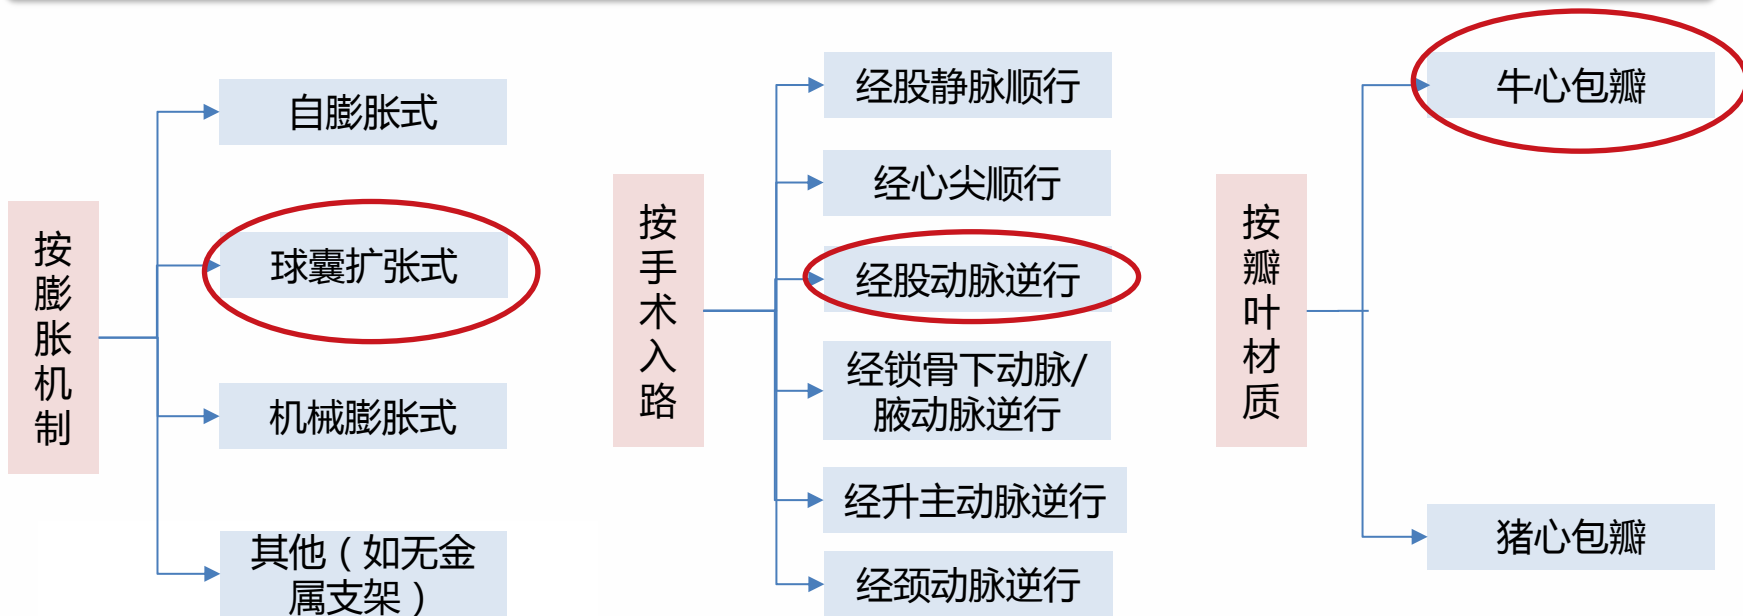 按膨胀机制
自膨胀式
球囊扩张式
机械膨胀式
其他（如无金
属支架）
按手术入路
经股静脉顺行
经心尖顺行
经股动脉逆行
经锁骨下动脉/
腋动脉逆行
经升主动脉逆行
经颈动脉逆行
按瓣叶材质
牛心包瓣
猪心包瓣